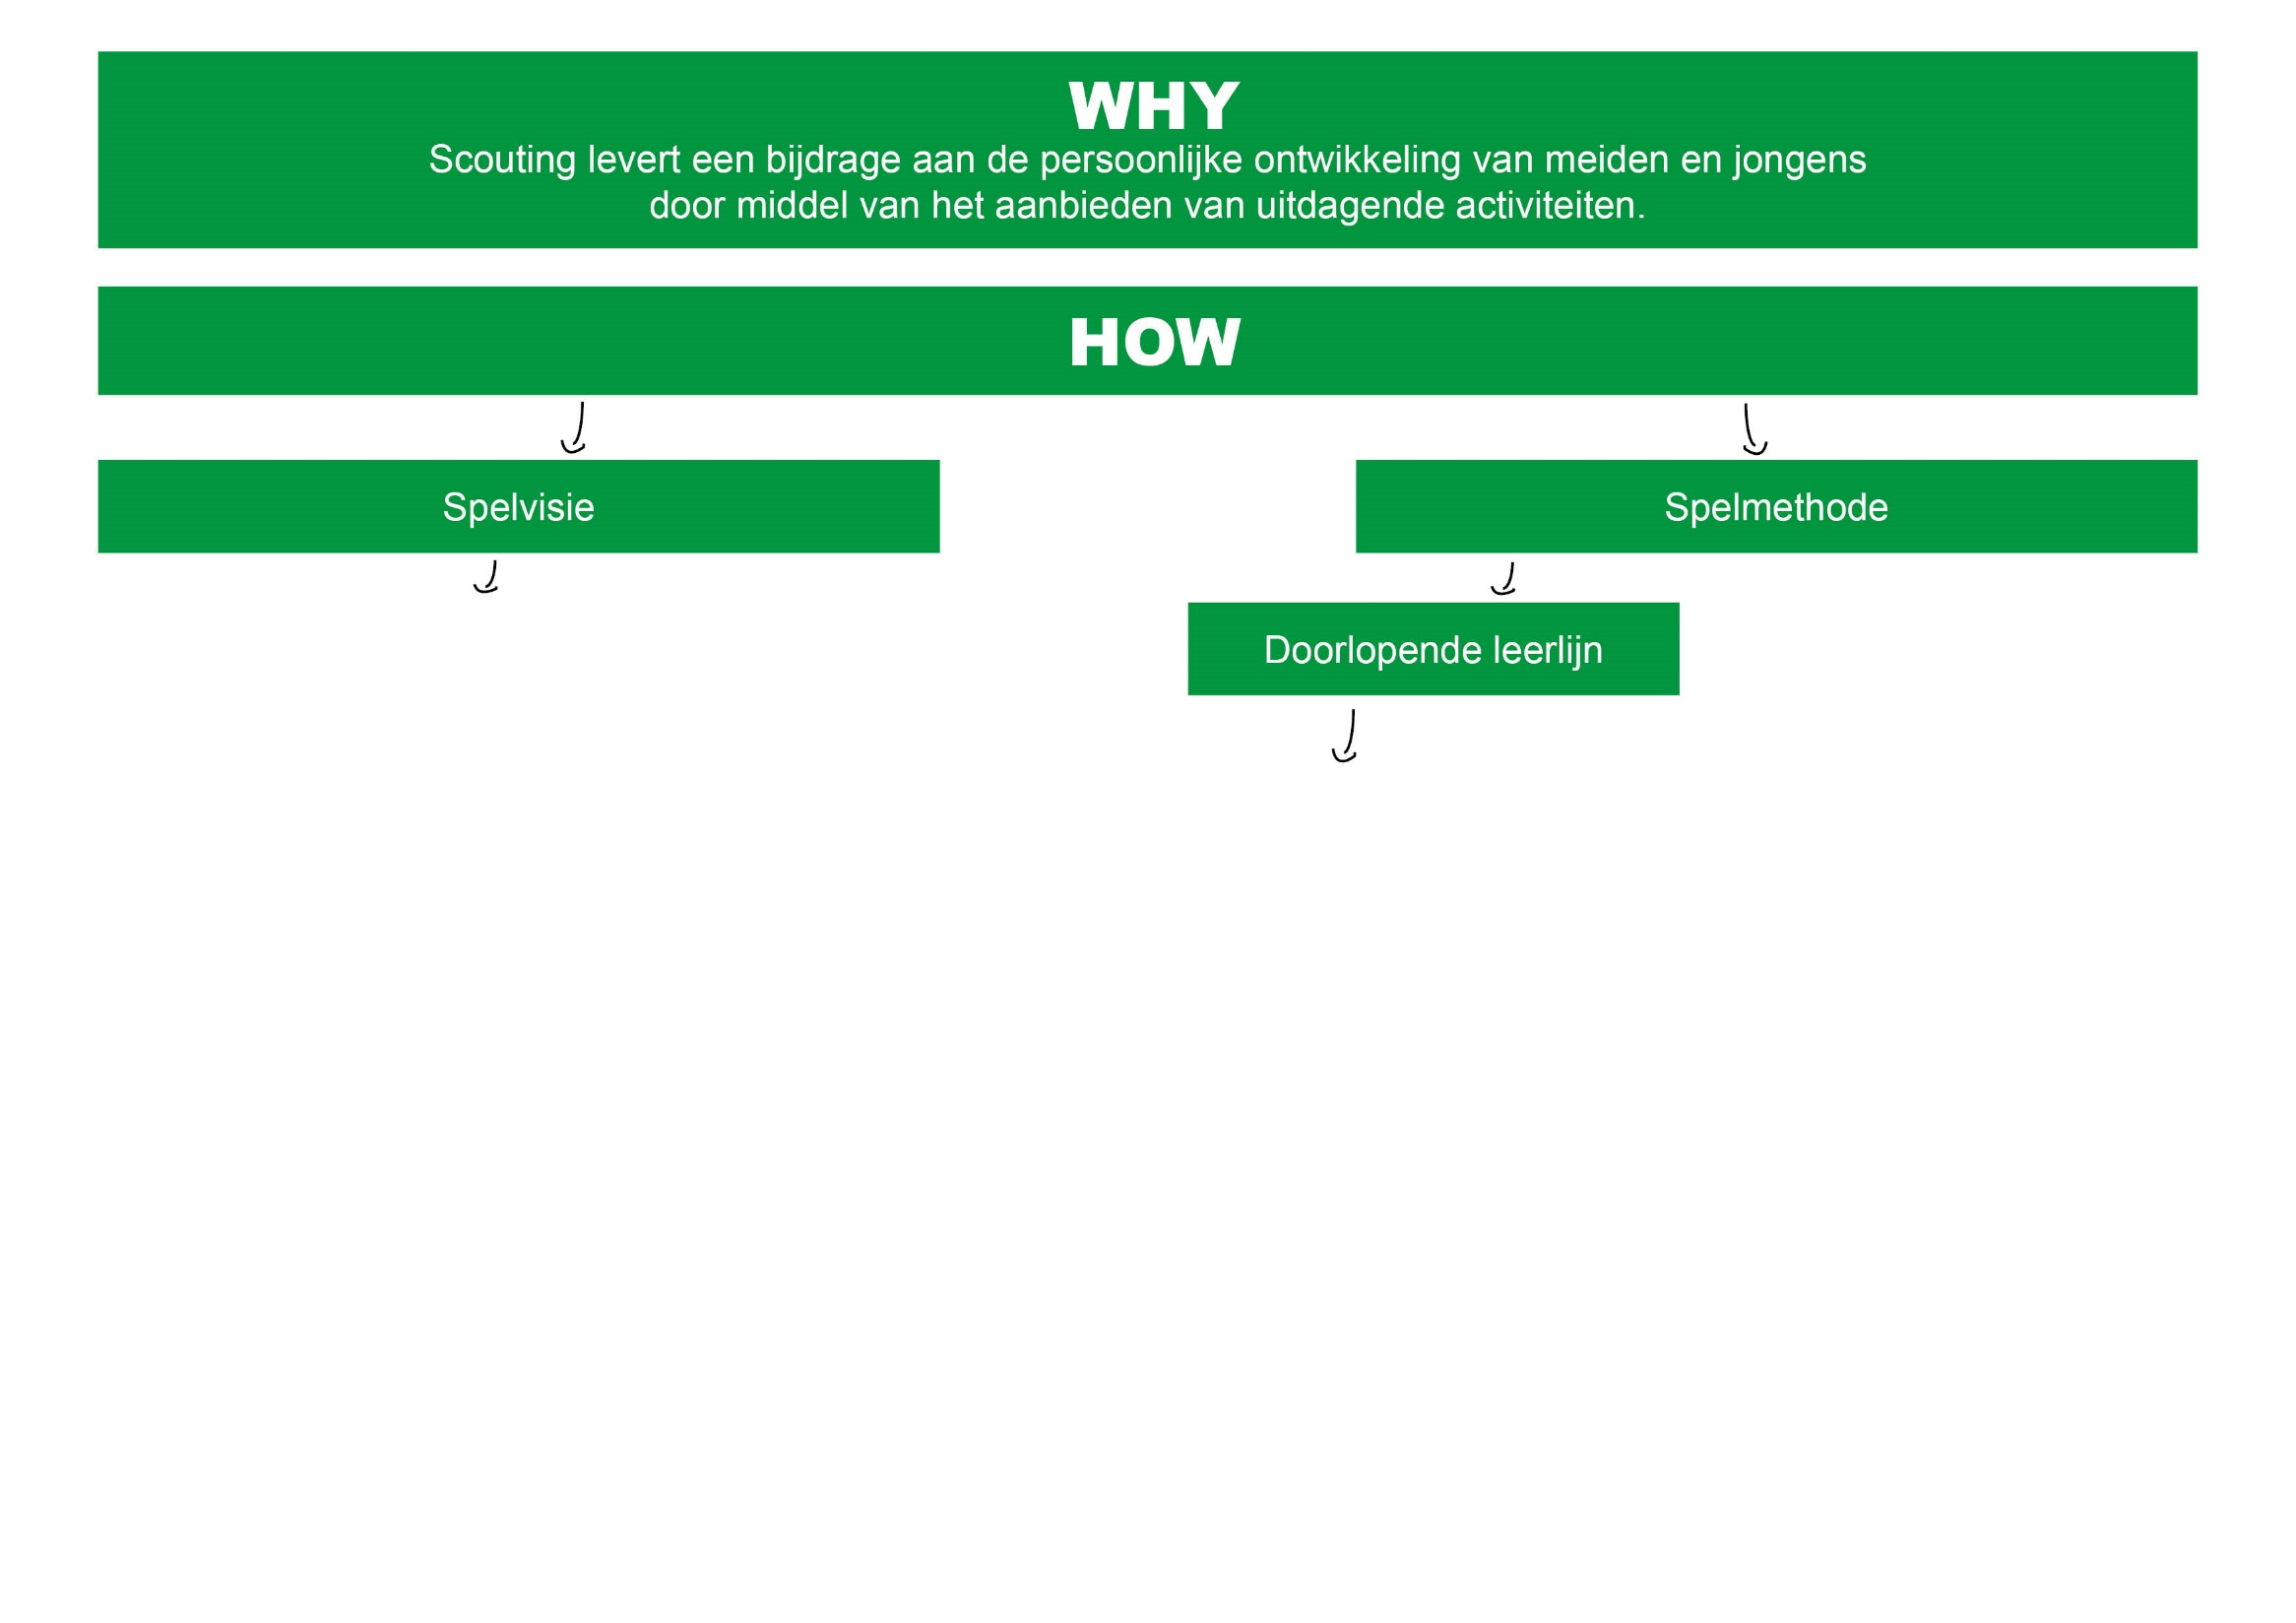 WHY
Scouting levert een bijdrage aan de persoonlijke ontwikkeling van meiden en jongens
door middel van het aanbieden van uitdagende activiteiten.
HOW
Spelvisie
Spelmethode
Doorlopende leerlijn